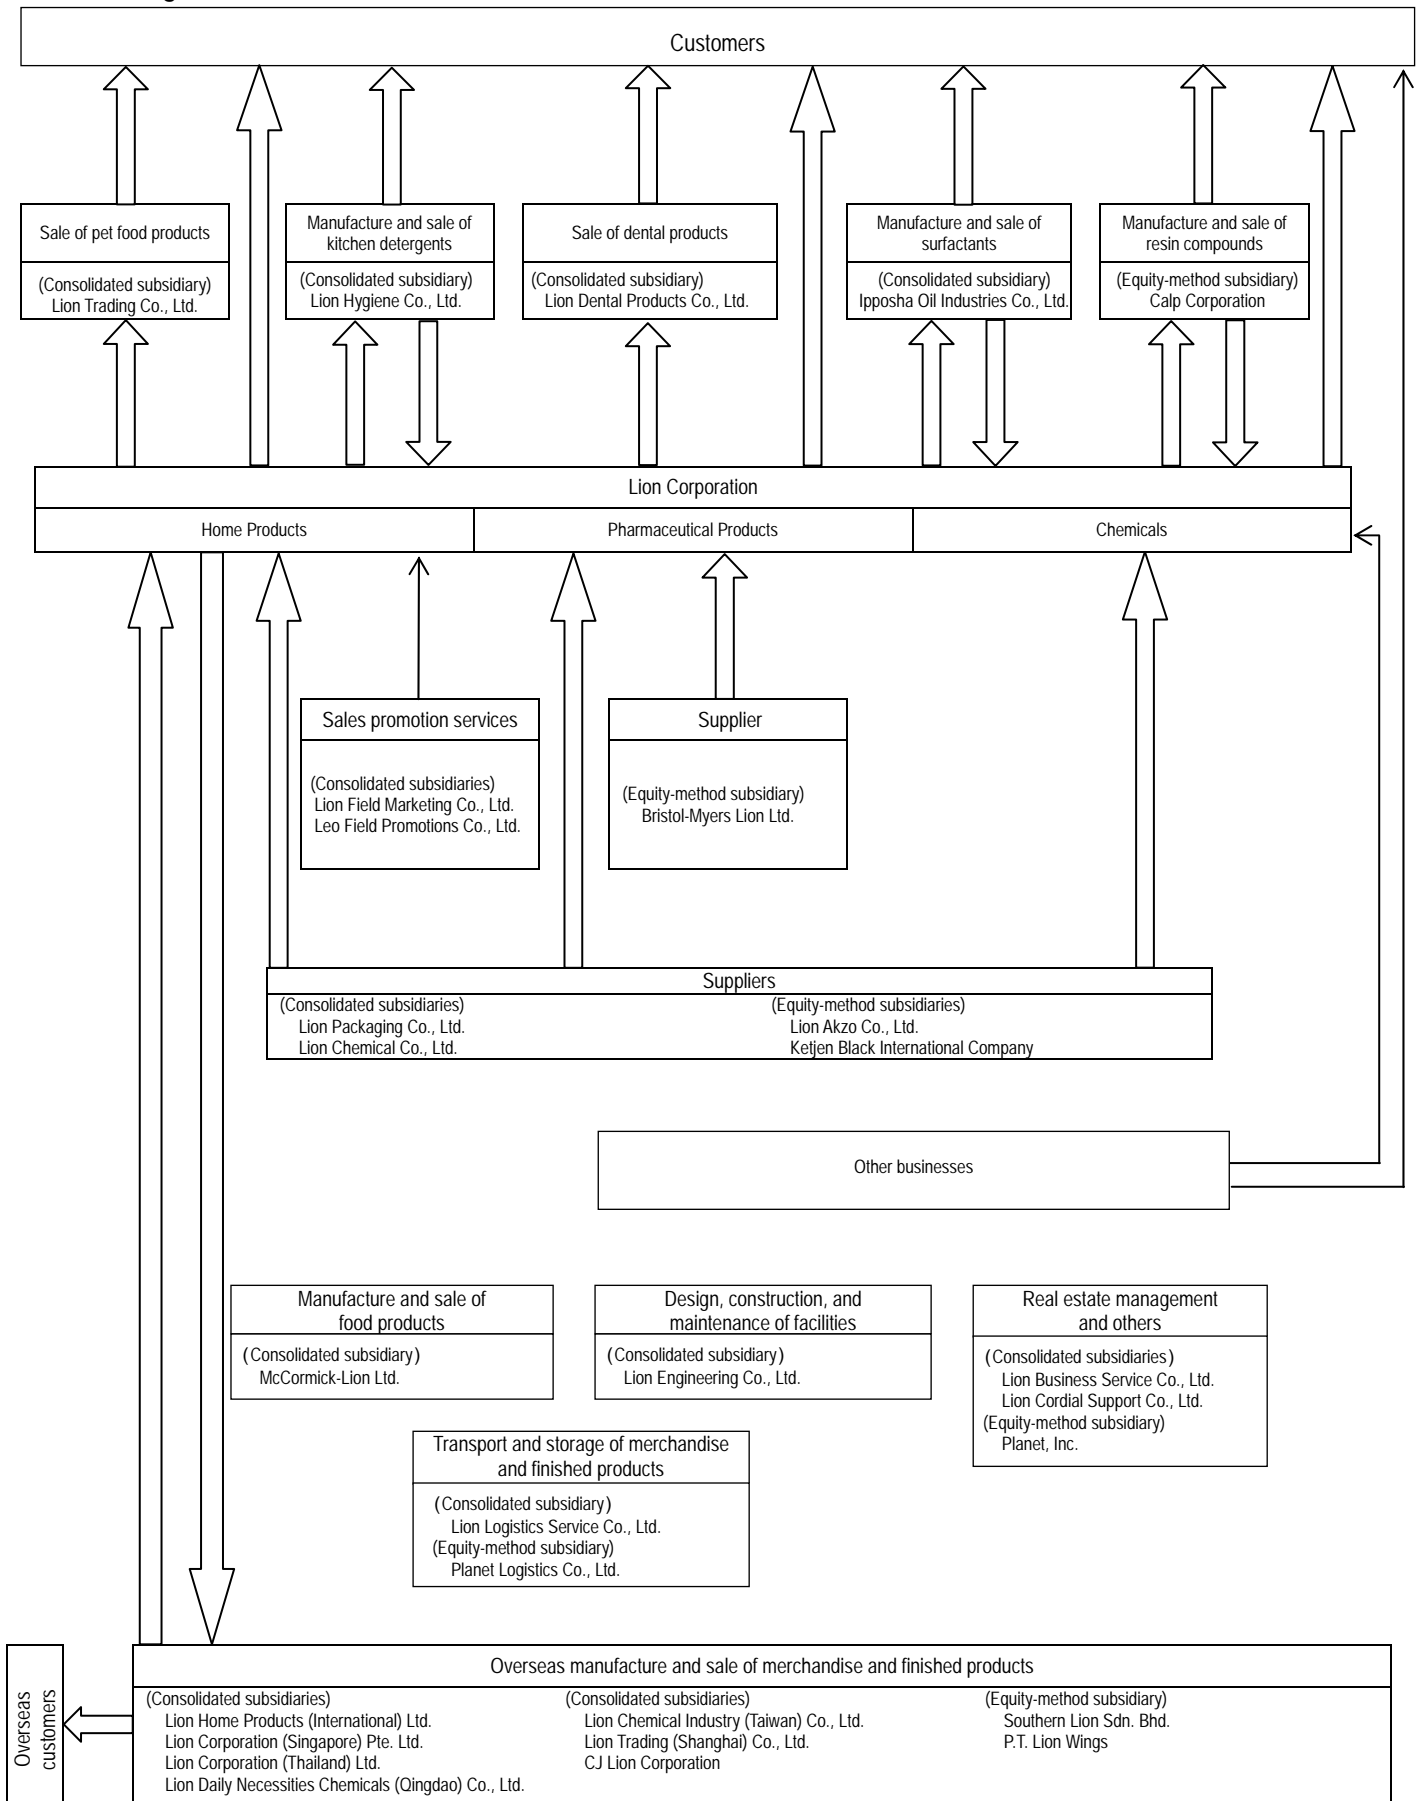 Customers
Sale of pet food products
(Consolidated subsidiary)
Lion Trading Co., Ltd.
Manufacture and sale of
kitchen detergents
(Consolidated subsidiary)
Lion Hygiene Co., Ltd.
Sale of dental products
(Consolidated subsidiary)
Lion Dental Products Co., Ltd.
Manufacture and sale of
surfactants
(Consolidated subsidiary)
Ipposha Oil Industries Co., Ltd.
Manufacture and sale of
resin compounds
(Equity-method subsidiary)
Calp Corporation
Lion Corporation
Home Products
Pharmaceutical Products
Chemicals
Sales promotion services
(Consolidated subsidiaries)
Lion Field Marketing Co., Ltd.
Leo Field Promotions Co., Ltd.
Supplier
(Equity-method subsidiary)
Bristol-Myers Lion Ltd.
Suppliers
(Consolidated subsidiaries)
Lion Packaging Co., Ltd.
Lion Chemical Co., Ltd.
(Equity-method subsidiaries)
Lion Akzo Co., Ltd.
Ketjen Black International Company
Other businesses
Manufacture and sale of
food products
(Consolidated subsidiary)
McCormick-Lion Ltd.
Design, construction, and
maintenance of facilities
(Consolidated subsidiary)
Lion Engineering Co., Ltd.
Real estate management
and others
(Consolidated subsidiaries)
Lion Business Service Co., Ltd.
Lion Cordial Support Co., Ltd.
(Equity-method subsidiary)
Planet, Inc.
Transport and storage of merchandise
and finished products
(Consolidated subsidiary)
Lion Logistics Service Co., Ltd.
(Equity-method subsidiary)
Planet Logistics Co., Ltd.
Overseas
customers
Overseas manufacture and sale of merchandise and finished products
(Consolidated subsidiaries)
Lion Home Products (International) Ltd.
Lion Corporation (Singapore) Pte. Ltd.
Lion Corporation (Thailand) Ltd.
Lion Daily Necessities Chemicals (Qingdao) Co., Ltd.
(Consolidated subsidiaries)
Lion Chemical Industry (Taiwan) Co., Ltd.
Lion Trading (Shanghai) Co., Ltd.
CJ Lion Corporation
(Equity-method subsidiary)
Southern Lion Sdn. Bhd.
P.T. Lion Wings